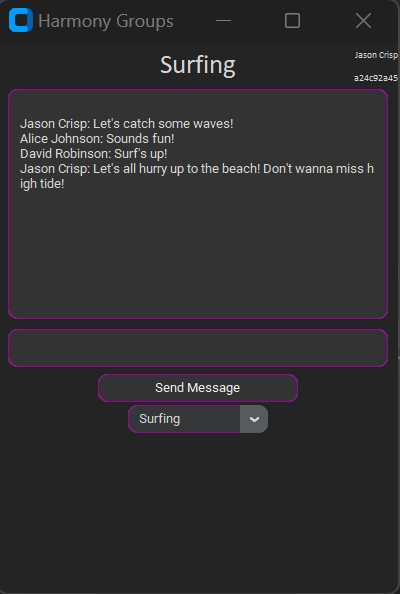 Harmony Groups
Surfing
Jason Crisp
a24c92a45
Jason Crisp: Let's catch some waves!
Alice Johnson: Sounds fun!
David Robinson: Surf's up!
Jason Crisp: Let's all hurry up to the beach! Don't wanna miss h
igh tide!
Send Message
Surfing